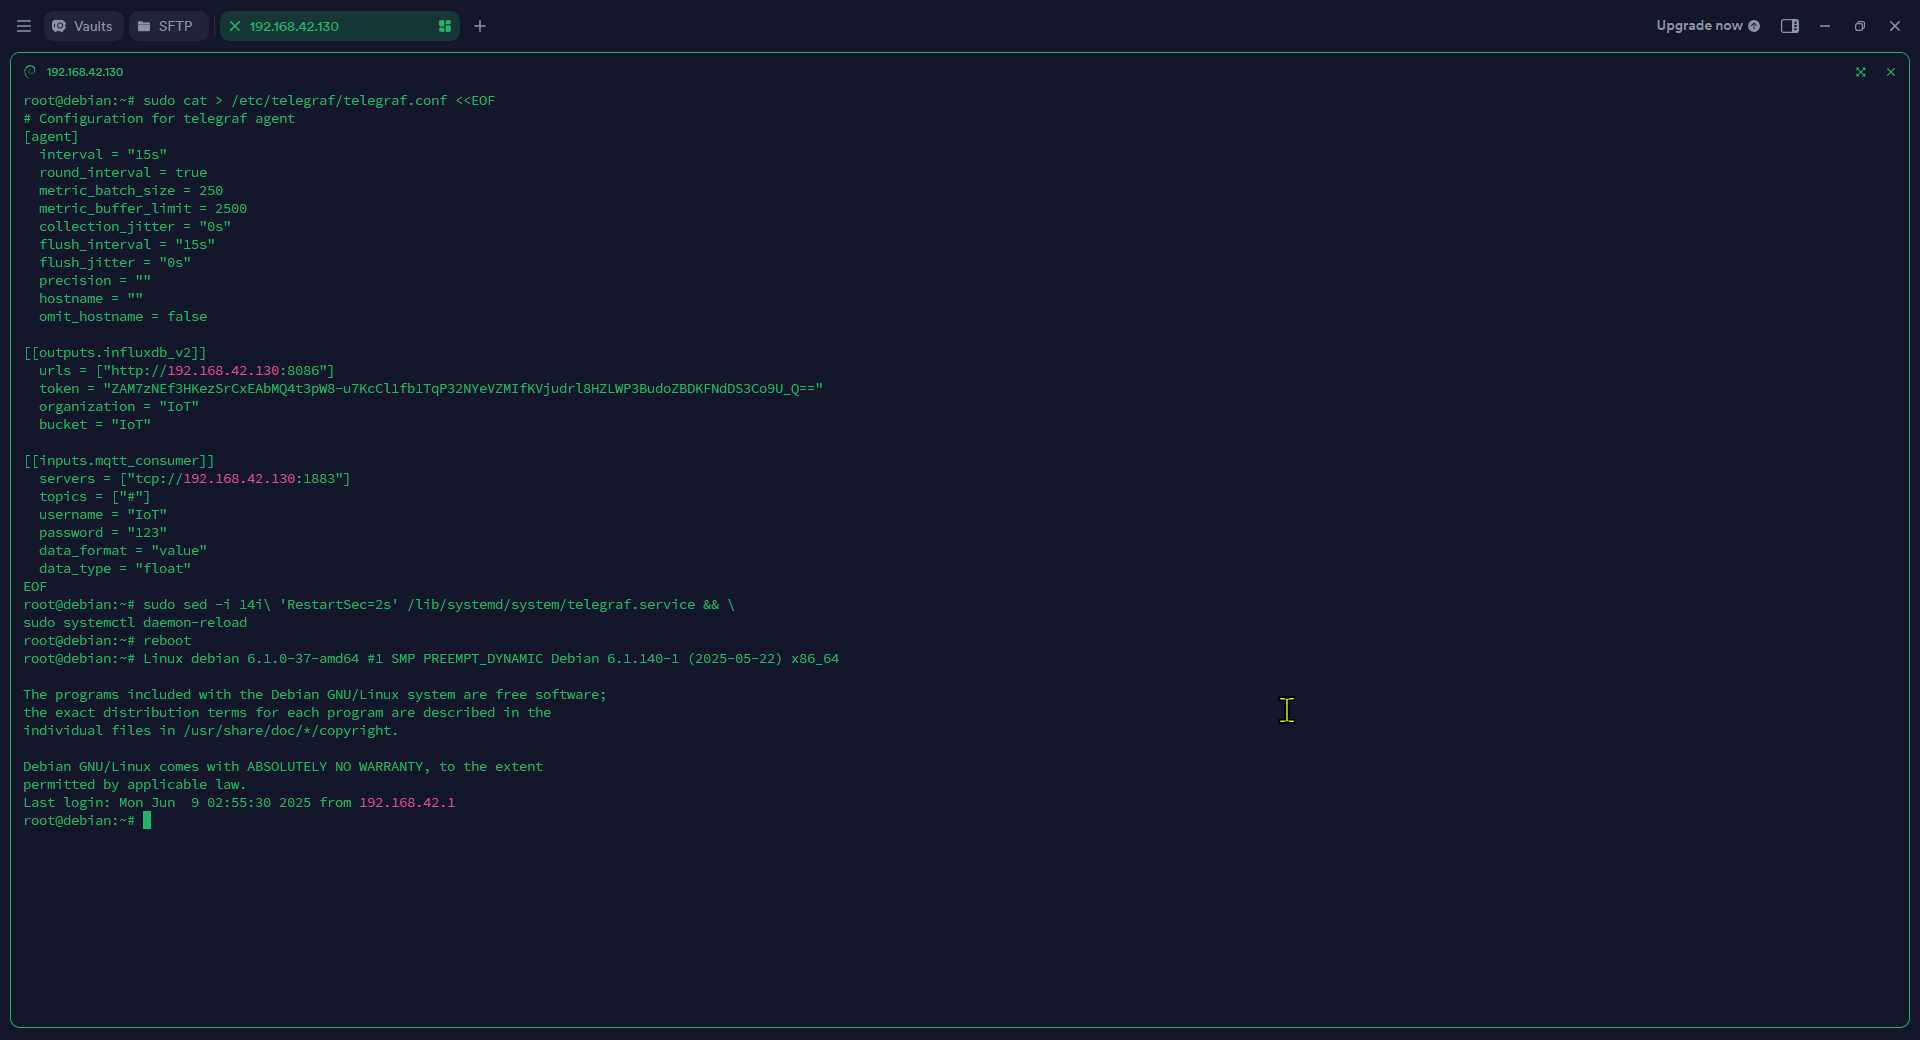 Vaults
SFTP
192.168.42.130
Upgrade now
192.168.42.130
root@debian:~# sudo cat > /etc/telegraf/telegraf.conf <<EOF
# Configuration for telegraf agent
[agent]
  interval = "15s"
  round_interval = true
  metric_batch_size = 250
  metric_buffer_limit = 2500
  collection_jitter = "0s"
  flush_interval = "15s"
  flush_jitter = "0s"
  precision = ""
  hostname = ""
  omit_hostname = false

[[outputs.influxdb_v2]]
  urls = ["http://192.168.42.130:8086"]
  token = "ZAM7zNEf3HKezSrCxEAbMQ4t3pW8-u7KcCl1fb1TqP32NYeVZMIfKVjudrl8HZLWP3BudoZBDKFNdDS3Co9U_Q=="
  organization = "IoT"
  bucket = "IoT"

[[inputs.mqtt_consumer]]
  servers = ["tcp://192.168.42.130:1883"]
  topics = ["#"]
  username = "IoT"
  password = "123"
  data_format = "value"
  data_type = "float"
EOF
root@debian:~# sudo sed -i 14i\ 'RestartSec=2s' /lib/systemd/system/telegraf.service && \
sudo systemctl daemon-reload
root@debian:~# reboot
root@debian:~# Linux debian 6.1.0-37-amd64 #1 SMP PREEMPT_DYNAMIC Debian 6.1.140-1 (2025-05-22) x86_64

The programs included with the Debian GNU/Linux system are free software;
the exact distribution terms for each program are described in the
individual files in /usr/share/doc/*/copyright.

Debian GNU/Linux comes with ABSOLUTELY NO WARRANTY, to the extent
permitted by applicable law.
Last login: Mon Jun  9 02:55:30 2025 from 192.168.42.1
root@debian:~#